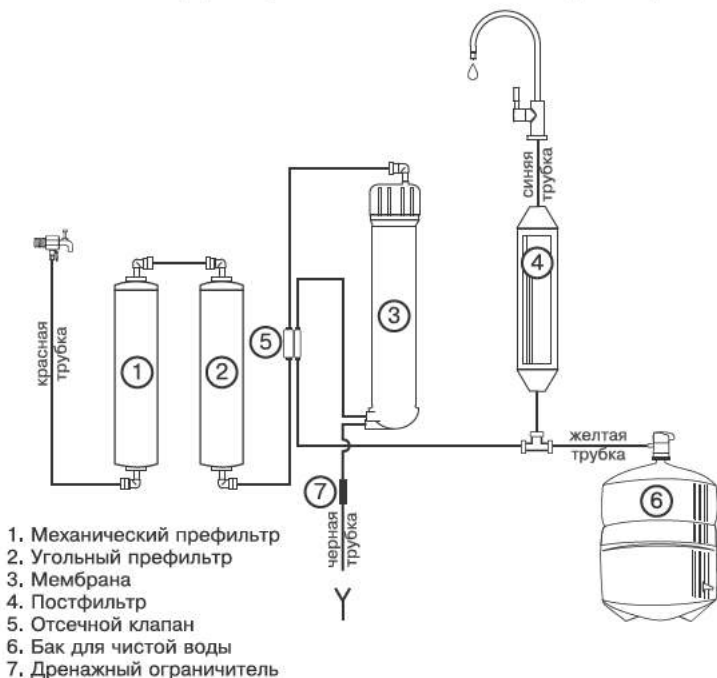 синяя
трубка
4
3
5
красная
трубка
1
2
желтая
трубка
7
6
черная
трубка
1. Механический префильтр
2. Угольный префильтр
3. Мембрана
4. Постфильтр
5. Отсечной клапан
6. Бак для чистой воды
7. Дренажный ограничитель